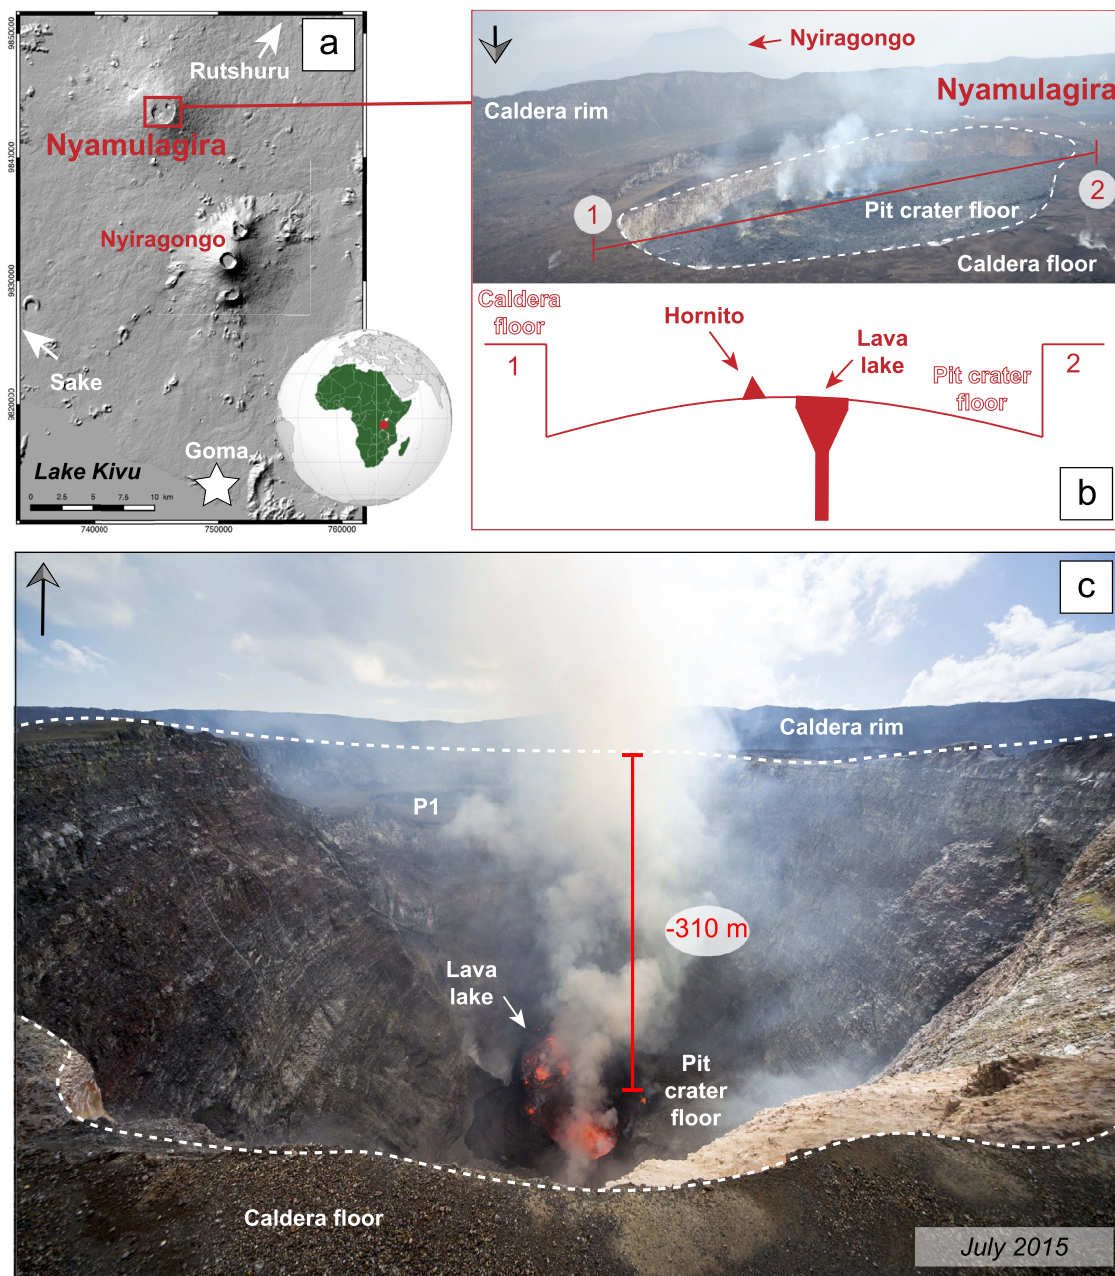 a
Rutshuru
Nyamulagira
Nyiragongo
Sake
Goma
Lake Kivu
0 2.5 5 7.5 10 km
740000 750000 760000
9850000
9841000
9830000
9820000
b
Nyiragongo
Caldera rim
Nyamulagira
1
2
Pit crater floor
Caldera floor
Caldera
floor
1
Hornito
Lava
lake
Pit crater
floor
2
c
Caldera rim
P1
-310 m
Lava
lake
Pit
crater
floor
Caldera floor
July 2015